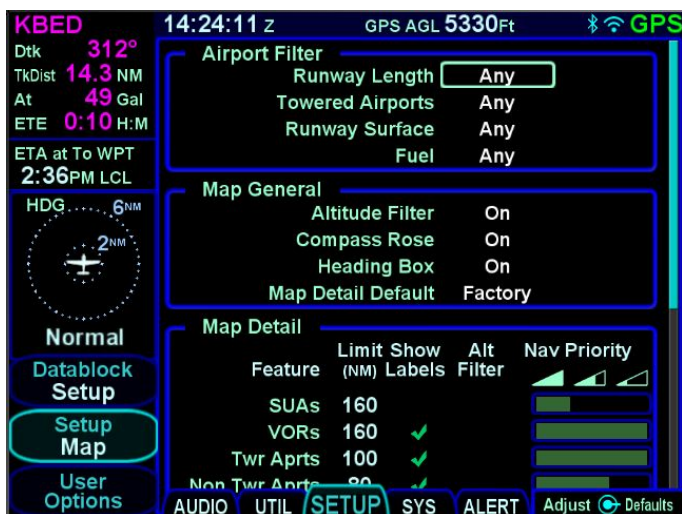 KBED
14:24:11 Z
GPS AGL 5330Ft
GPS
Dtk 312°
TkDist 14.3 NM
At 49 Gal
ETE 0:10 H:M
ETA at To WPT
2:36PM LCL
HDG 6NM
2NM
Normal
Datablock
Setup
Setup
Map
User
Options
Airport Filter
Runway Length Any
Towered Airports Any
Runway Surface Any
Fuel Any
Map General
Altitude Filter On
Compass Rose On
Heading Box On
Map Detail Default Factory
Map Detail
Limit Show Alt Nav Priority
Feature (NM) Labels Filter
SUAs 160
VORs 160
Twr Aprts 100
Non Twr Aprts 80
AUDIO UTIL SETUP SYS ALERT Adjust Defaults